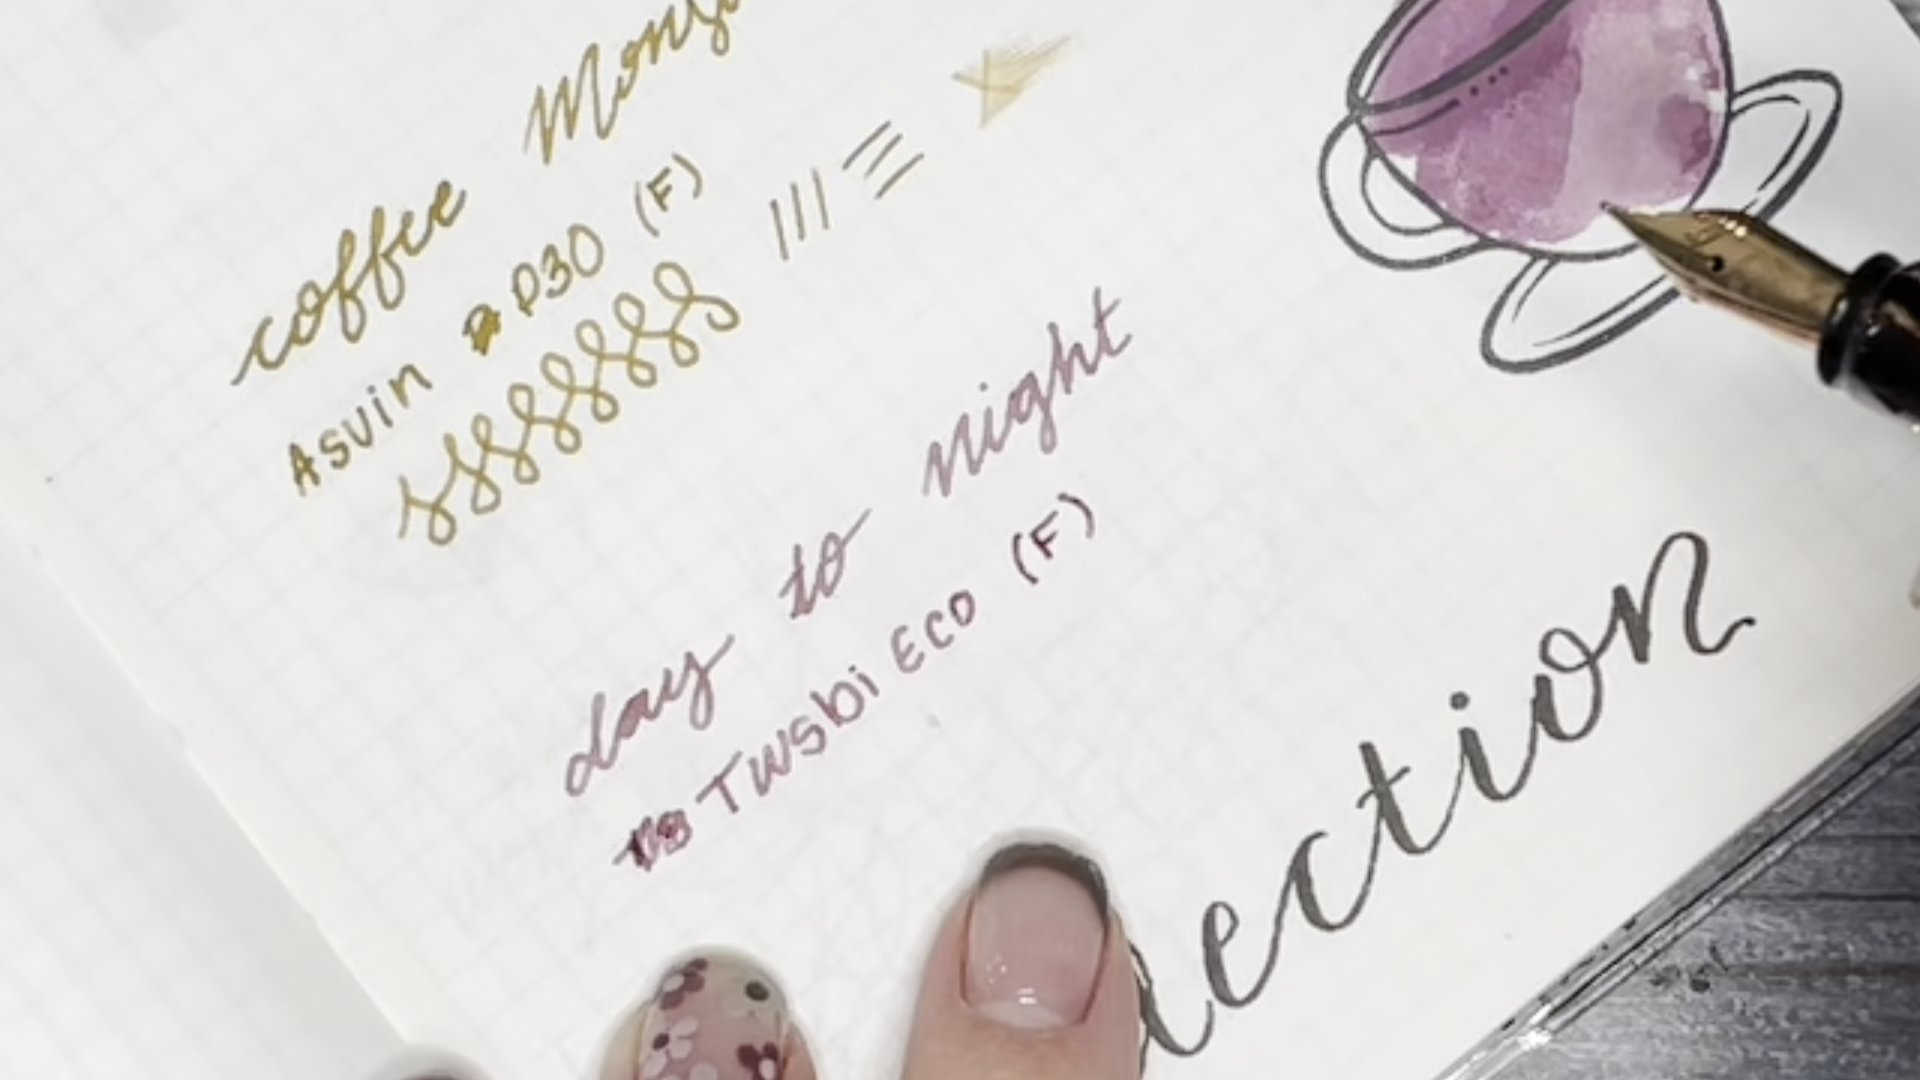 coffee
Asvin P30 (F)
day to night
TWSbi ECO (F)
ection